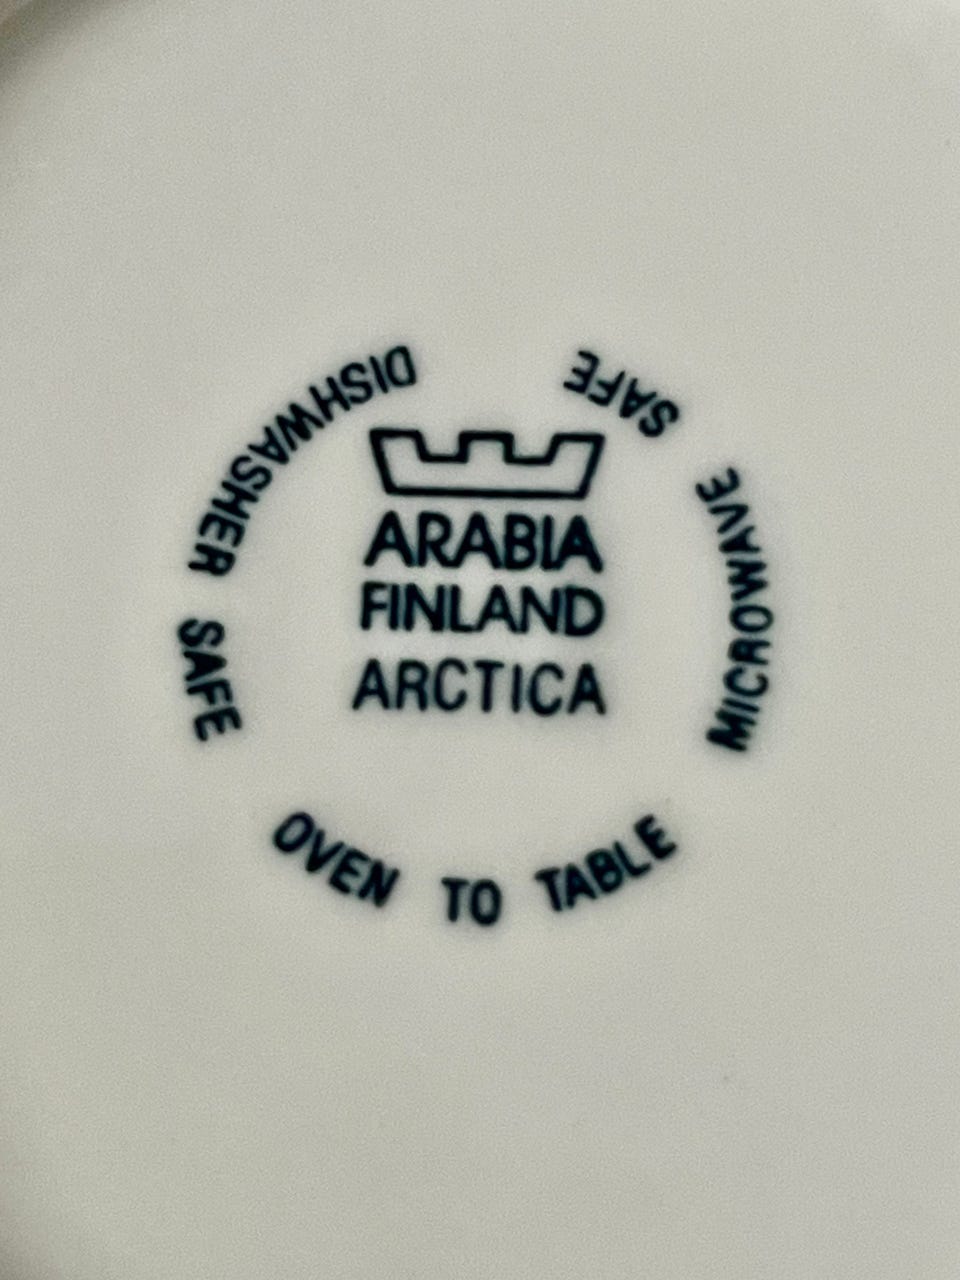 ARABIA
FINLAND
ARCTICA
DISHWASHER SAFE
OVEN TO TABLE
MICROWAVE SAFE